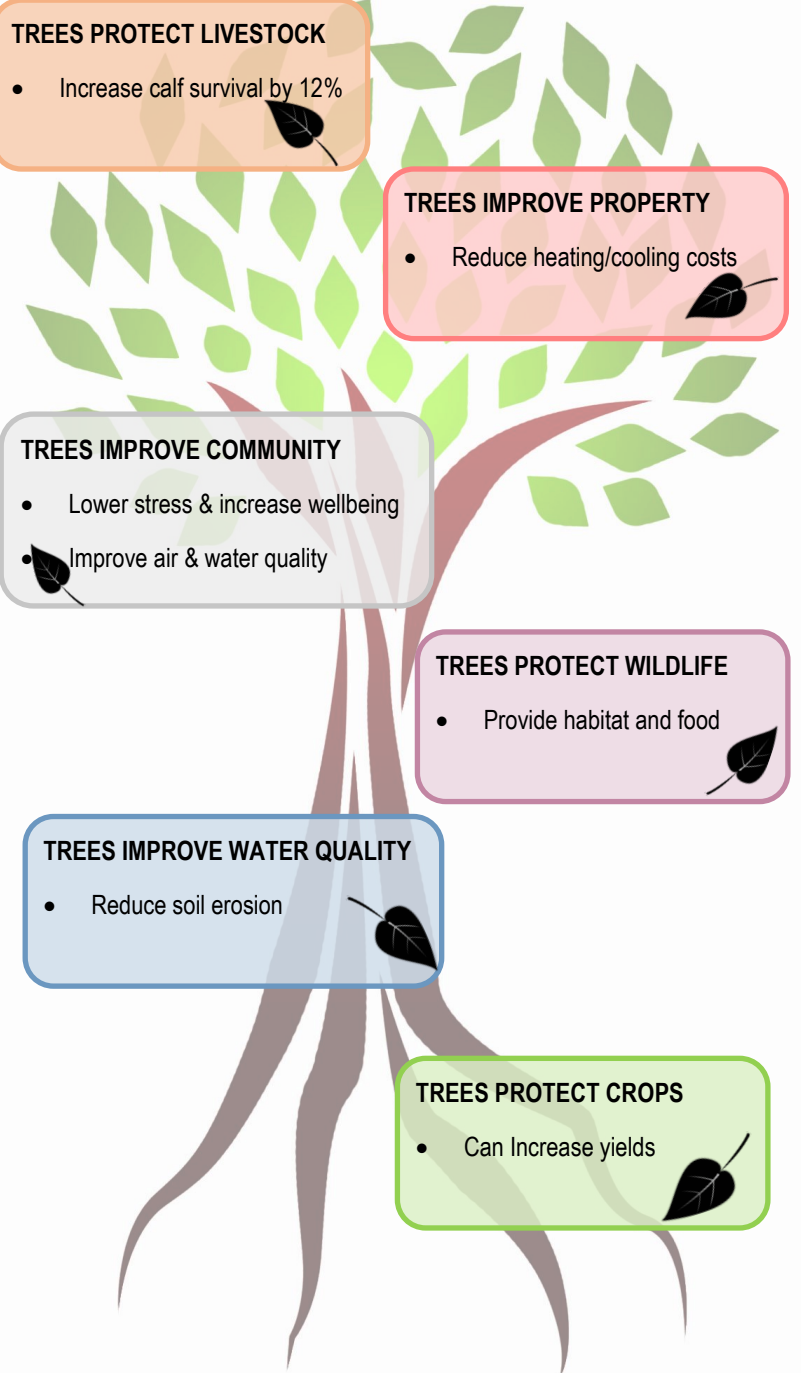 TREES PROTECT LIVESTOCK
• Increase calf survival by 12%
TREES IMPROVE PROPERTY
• Reduce heating/cooling costs
TREES IMPROVE COMMUNITY
• Lower stress & increase wellbeing
• Improve air & water quality
TREES PROTECT WILDLIFE
• Provide habitat and food
TREES IMPROVE WATER QUALITY
• Reduce soil erosion
TREES PROTECT CROPS
• Can Increase yields